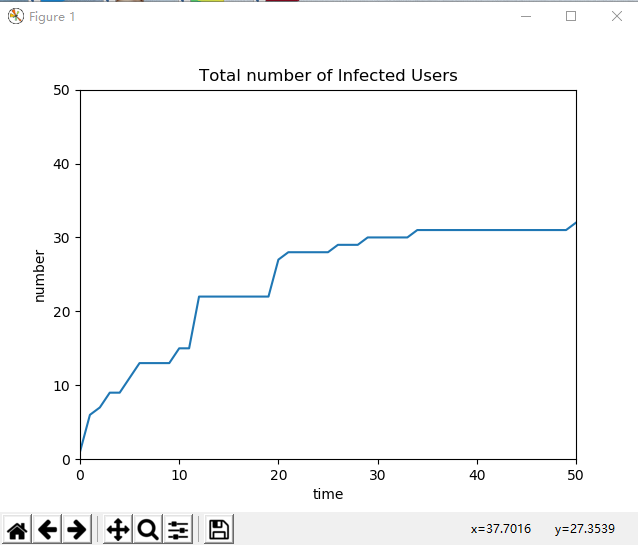 Figure 1
Total number of Infected Users
50
40
30
20
10
0
number
0 10 20 30 40 50
time
x=37.7016 y=27.3539